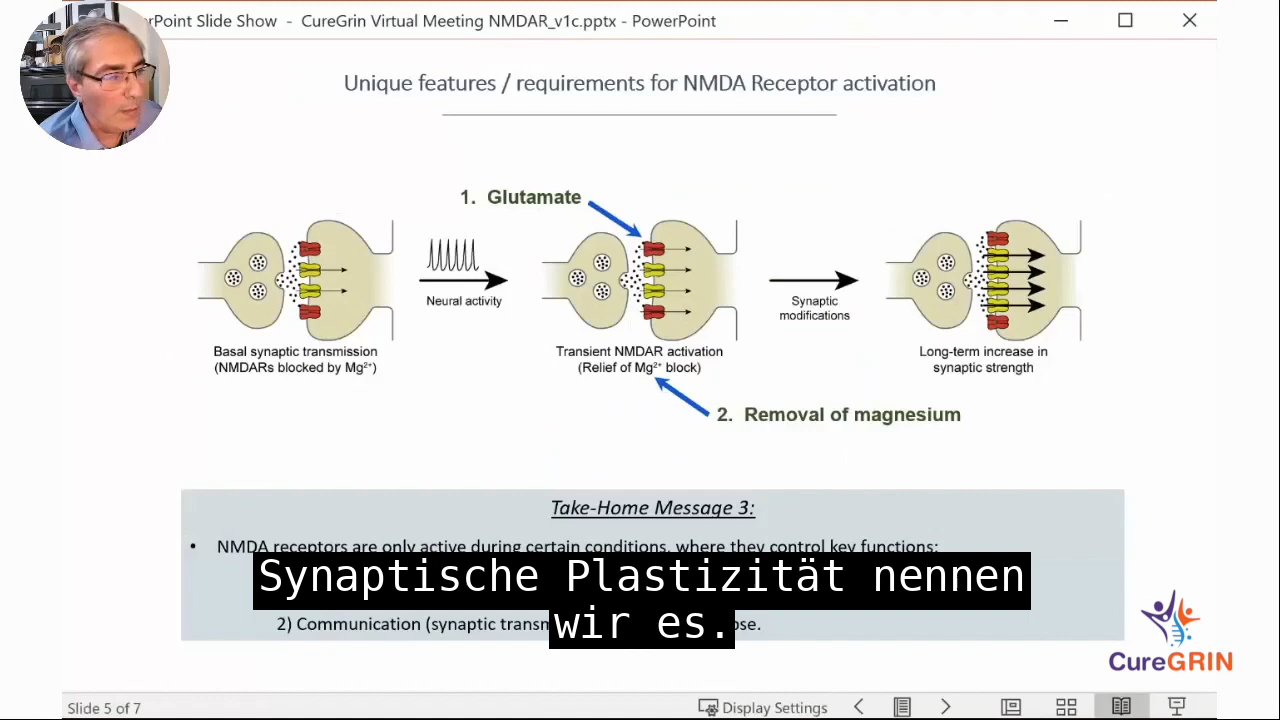 PowerPoint Slide Show - CureGrin Virtual Meeting NMDAR_v1c.pptx - PowerPoint
Unique features / requirements for NMDA Receptor activation
1. Glutamate
Neural activity
Synaptic
modifications
Basal synaptic transmission
(NMDARs blocked by Mg²⁺)
Transient NMDAR activation
(Relief of Mg²⁺ block)
Long-term increase in
synaptic strength
2. Removal of magnesium
Take-Home Message 3:
• NMDA receptors are only active during certain conditions, where they control key functions:
Synaptische Plastizität nennen
wir es.
2) Communication (synaptic
CureGRIN
Slide 5 of 7
Display Settings